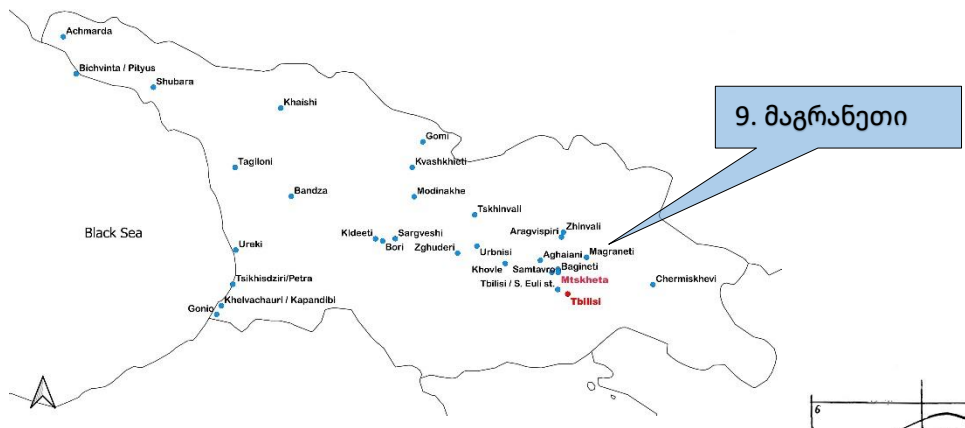 Achmarda
Bichvinta / Pityus
Shubara
Khaishi
9. მაგრანეთი
Gomi
Tagiloni
Kvashkhieti
Bandza
Modinakhe
Tskhinvali
Zhinvali
Aragvispiri
Black Sea
Kldeeti
Sargveshi
Bori
Ureki
Zghuderi
Urbnisi
Aghaiani
Magraneti
Khovle
Samtavro
Bagineti
Mtskheta
Chermiskhevi
Tsikhisdziri/Petra
Tbilisi / S. Euli st.
Tbilisi
Khelvachauri / Kapandibi
Gonio
6